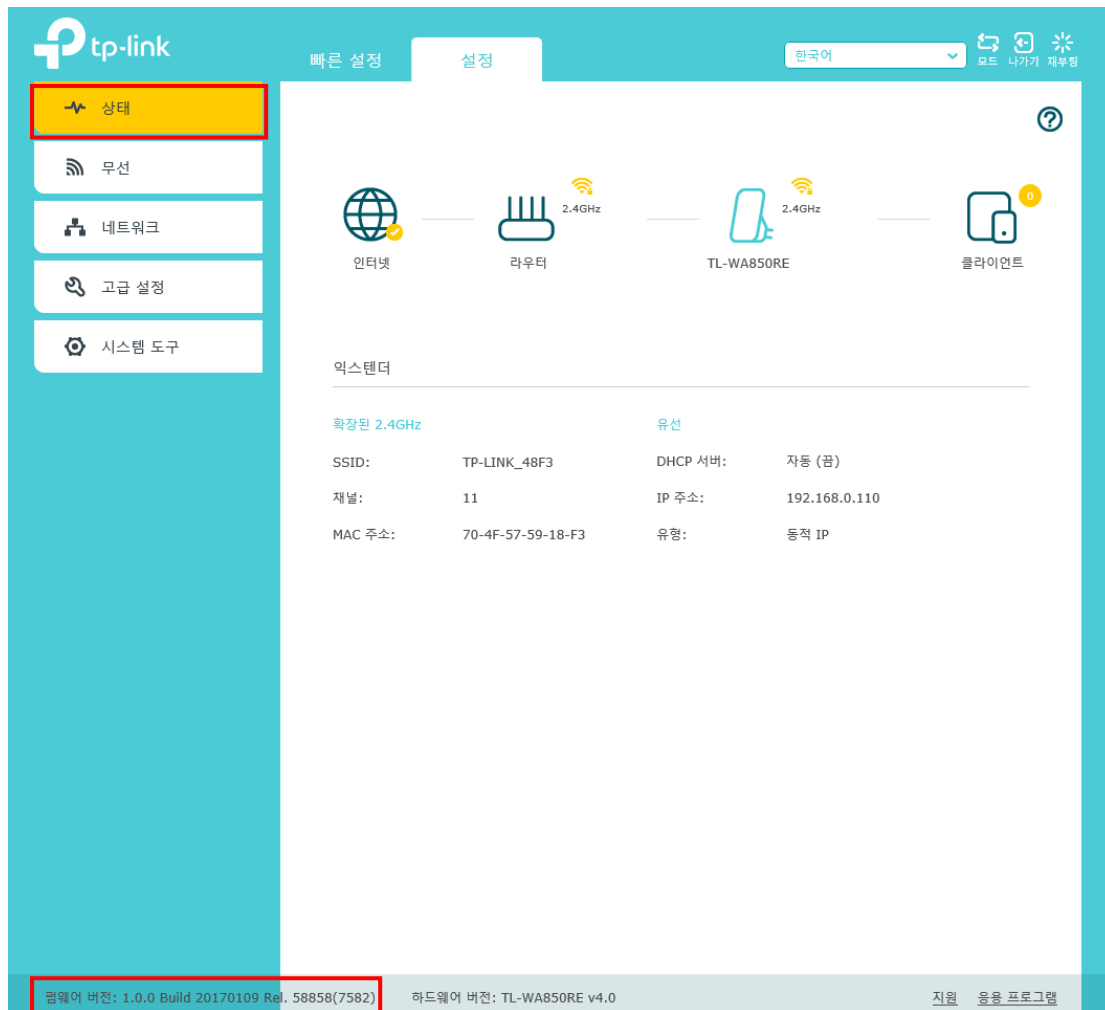 tp-link
빠른 설정
설정
한국어
모드 나가기 재부팅
상태
무선
네트워크
고급 설정
시스템 도구
0
2.4GHz
2.4GHz
인터넷
라우터
TL-WA850RE
클라이언트
익스텐더
확장된 2.4GHz
유선
SSID: TP-LINK_48F3
DHCP 서버: 자동 (끔)
채널: 11
IP 주소: 192.168.0.110
MAC 주소: 70-4F-57-59-18-F3
유형: 동적 IP
펌웨어 버전: 1.0.0 Build 20170109 Rel. 58858(7582)
하드웨어 버전: TL-WA850RE v4.0
지원 응용 프로그램